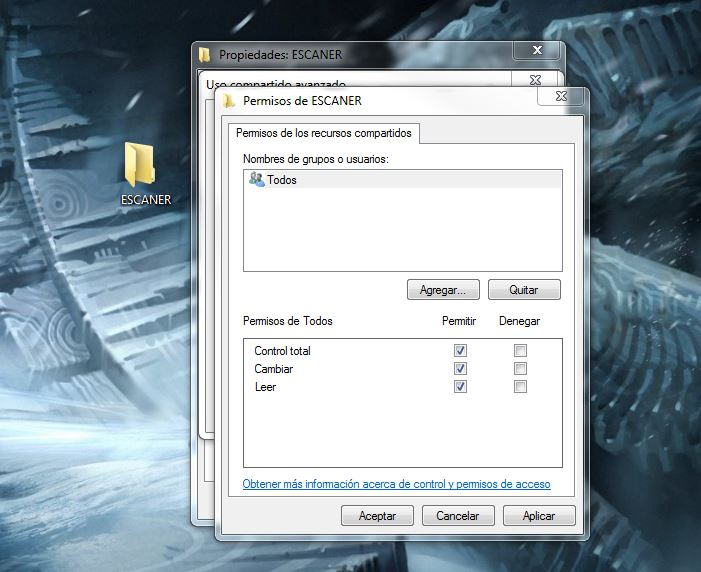 Propiedades: ESCANER
Uso compartido avanzado
Permisos de ESCANER
Permisos de los recursos compartidos
Nombres de grupos o usuarios:
Todos
ESCANER
Agregar...
Quitar
Permisos de Todos
Permitir
Denegar
Control total
Cambiar
Leer
Obtener más información acerca de control y permisos de acceso
Aceptar
Cancelar
Aplicar